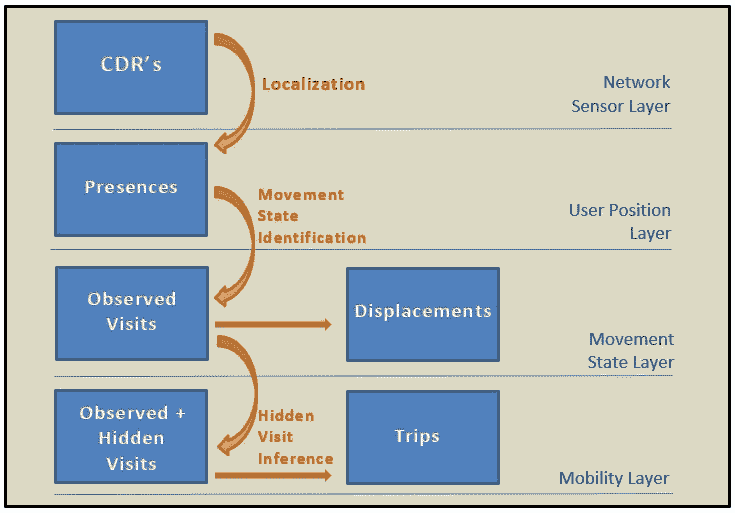 CDR's
Localization
Network
Sensor Layer
Presences
Movement
State
Identification
User Position
Layer
Observed
Visits
Displacements
Movement
State Layer
Observed +
Hidden
Visits
Hidden
Visit
Inference
Trips
Mobility Layer